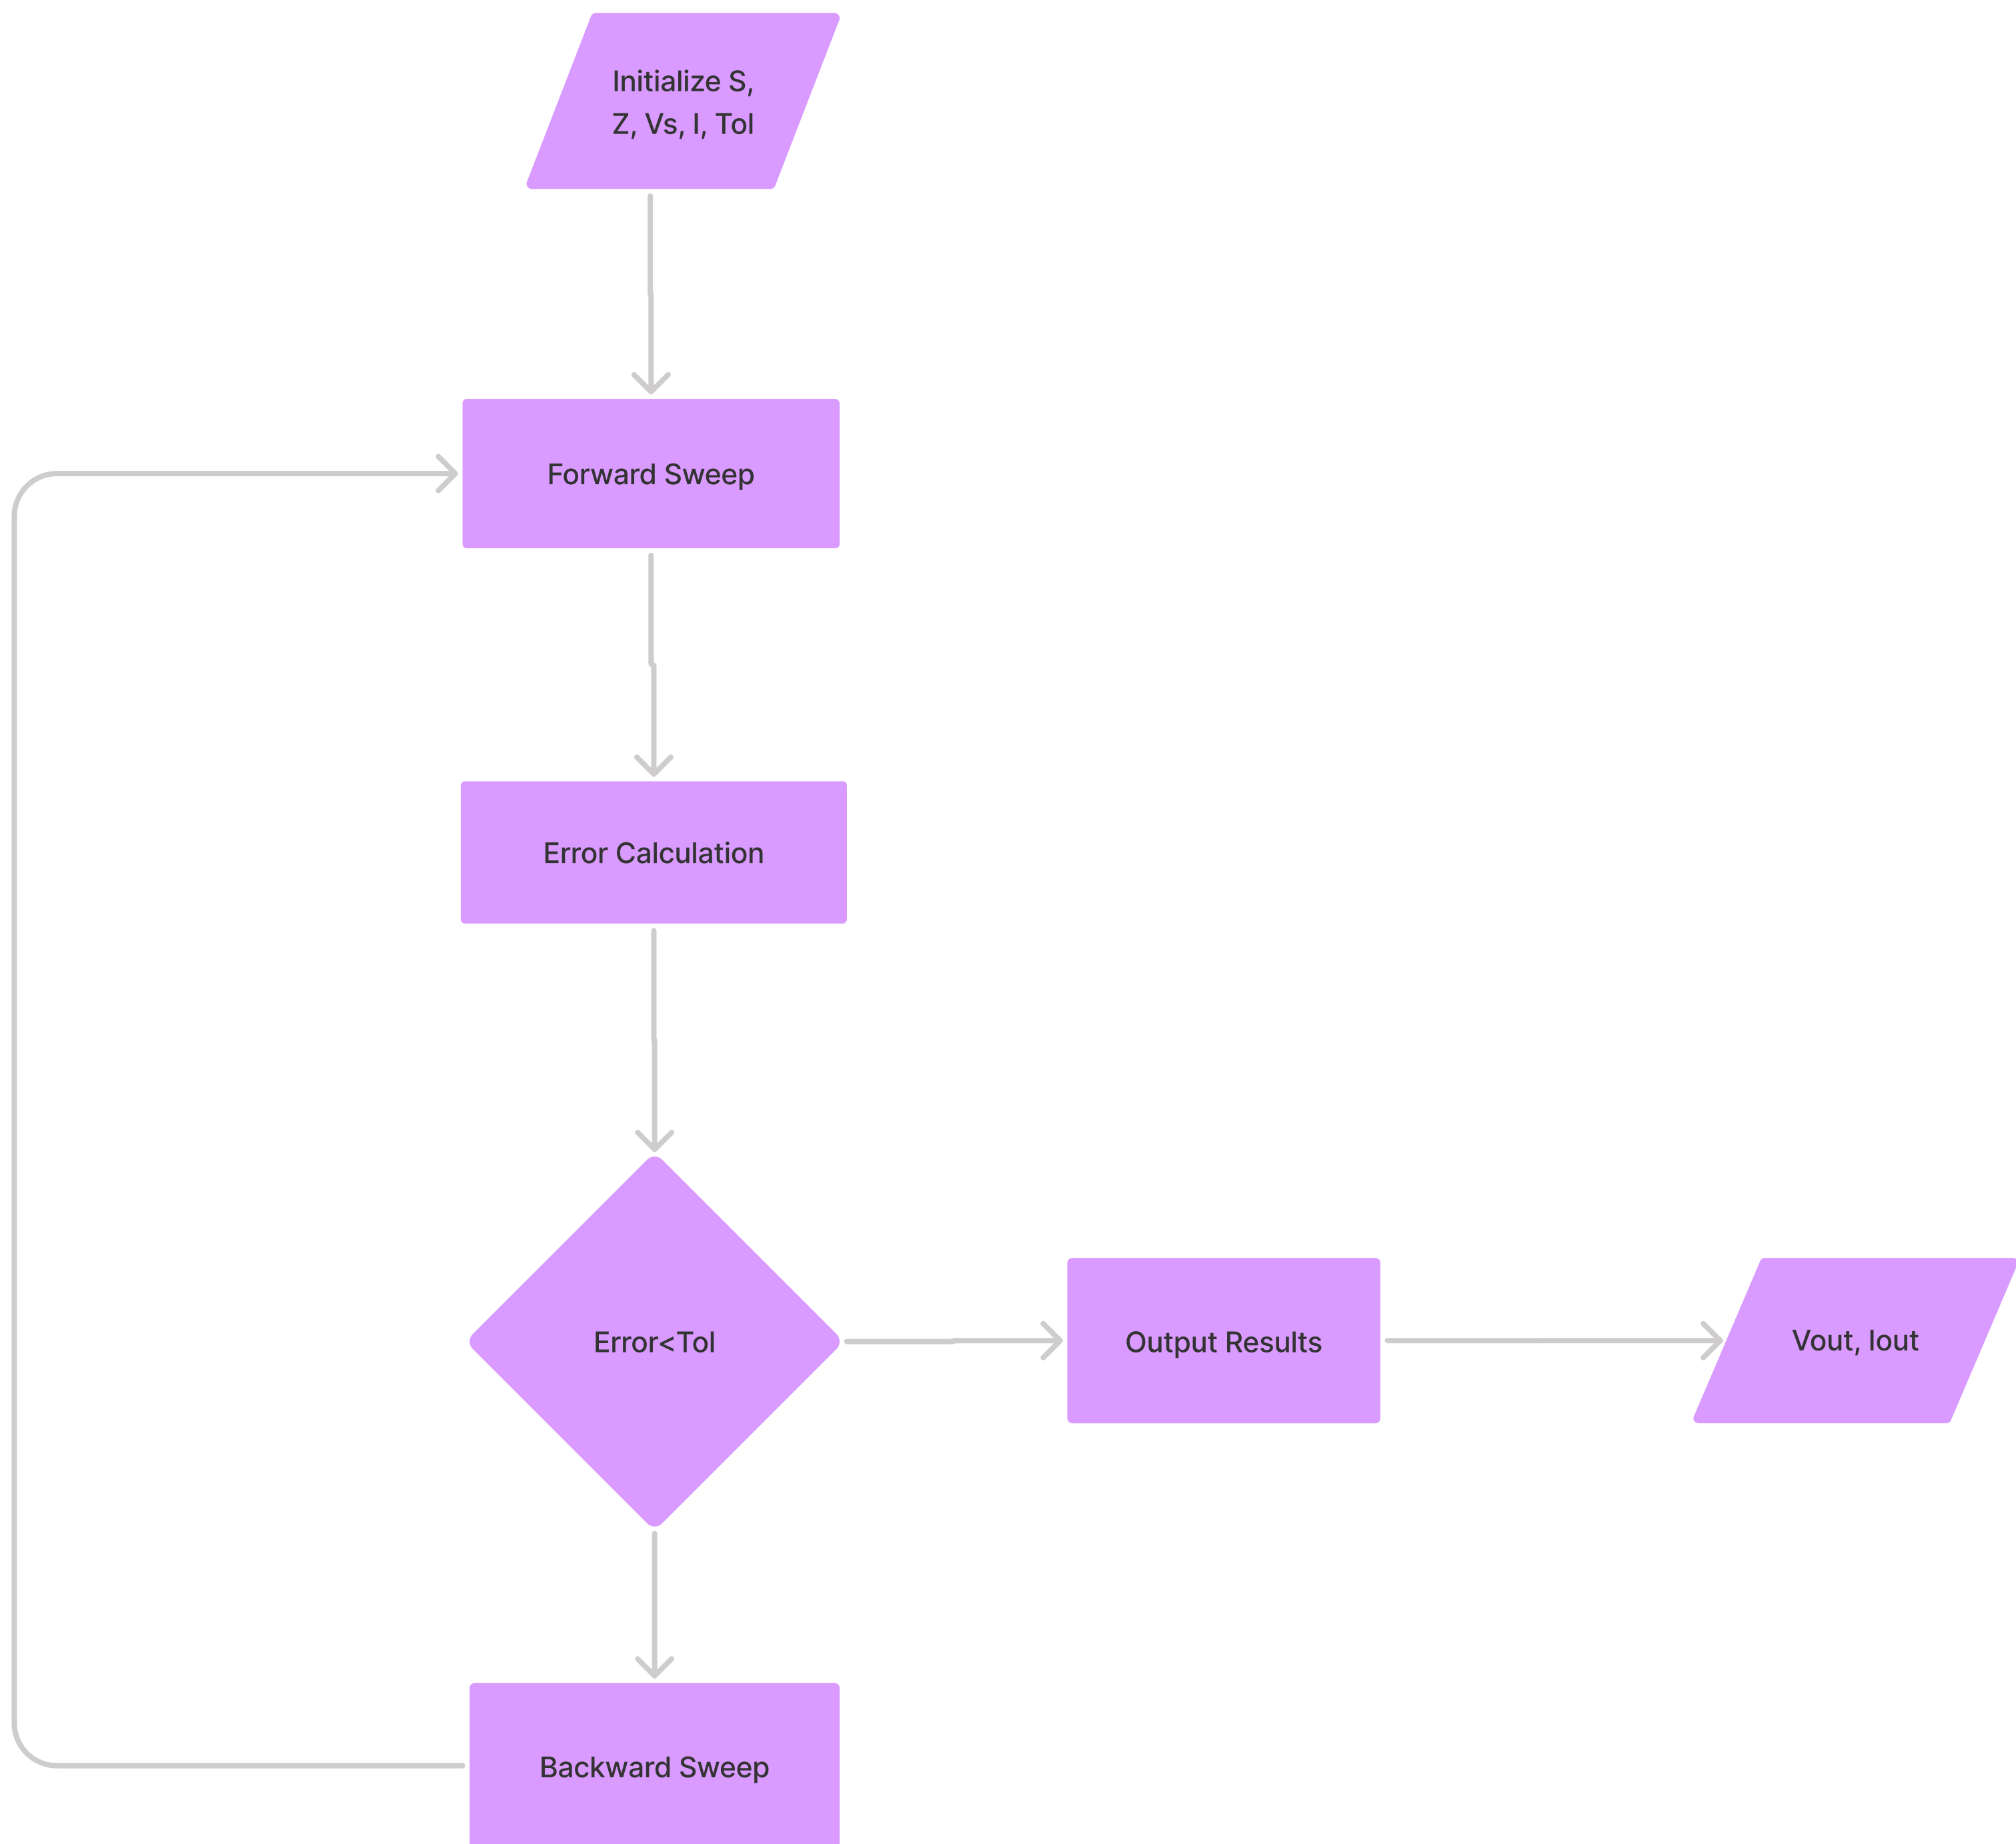 Initialize S,
Z, Vs, I, Tol
Forward Sweep
Error Calculation
Error<Tol
Output Results
Vout, Iout
Backward Sweep